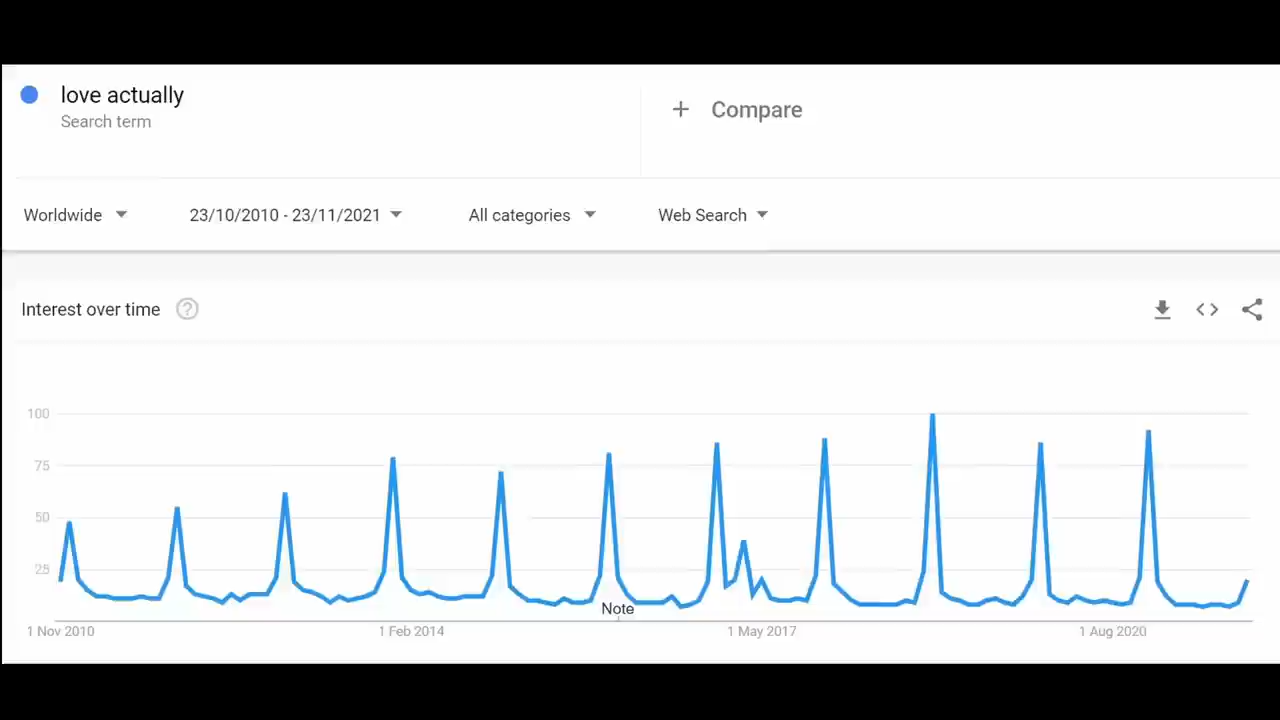 love actually
Search term
+ Compare
Worldwide
23/10/2010 - 23/11/2021
All categories
Web Search
Interest over time ?
100
75
50
25
Note
1 Nov 2010
1 Feb 2014
1 May 2017
1 Aug 2020